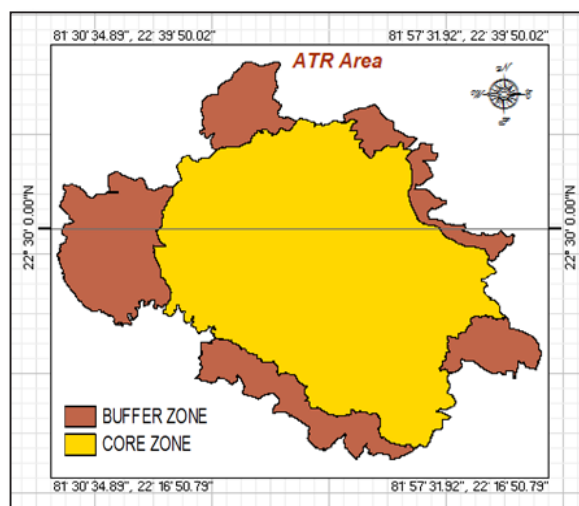 81 30' 34.89", 22 39' 50.02" 81 57' 31.92", 22 39' 50.02"
ATR Area
N
22° 30' 0.00"N 22° 30' 0.00"N
BUFFER ZONE
CORE ZONE
81 30' 34.89", 22 16' 50.79" 81 57' 31.92", 22 16' 50.79"